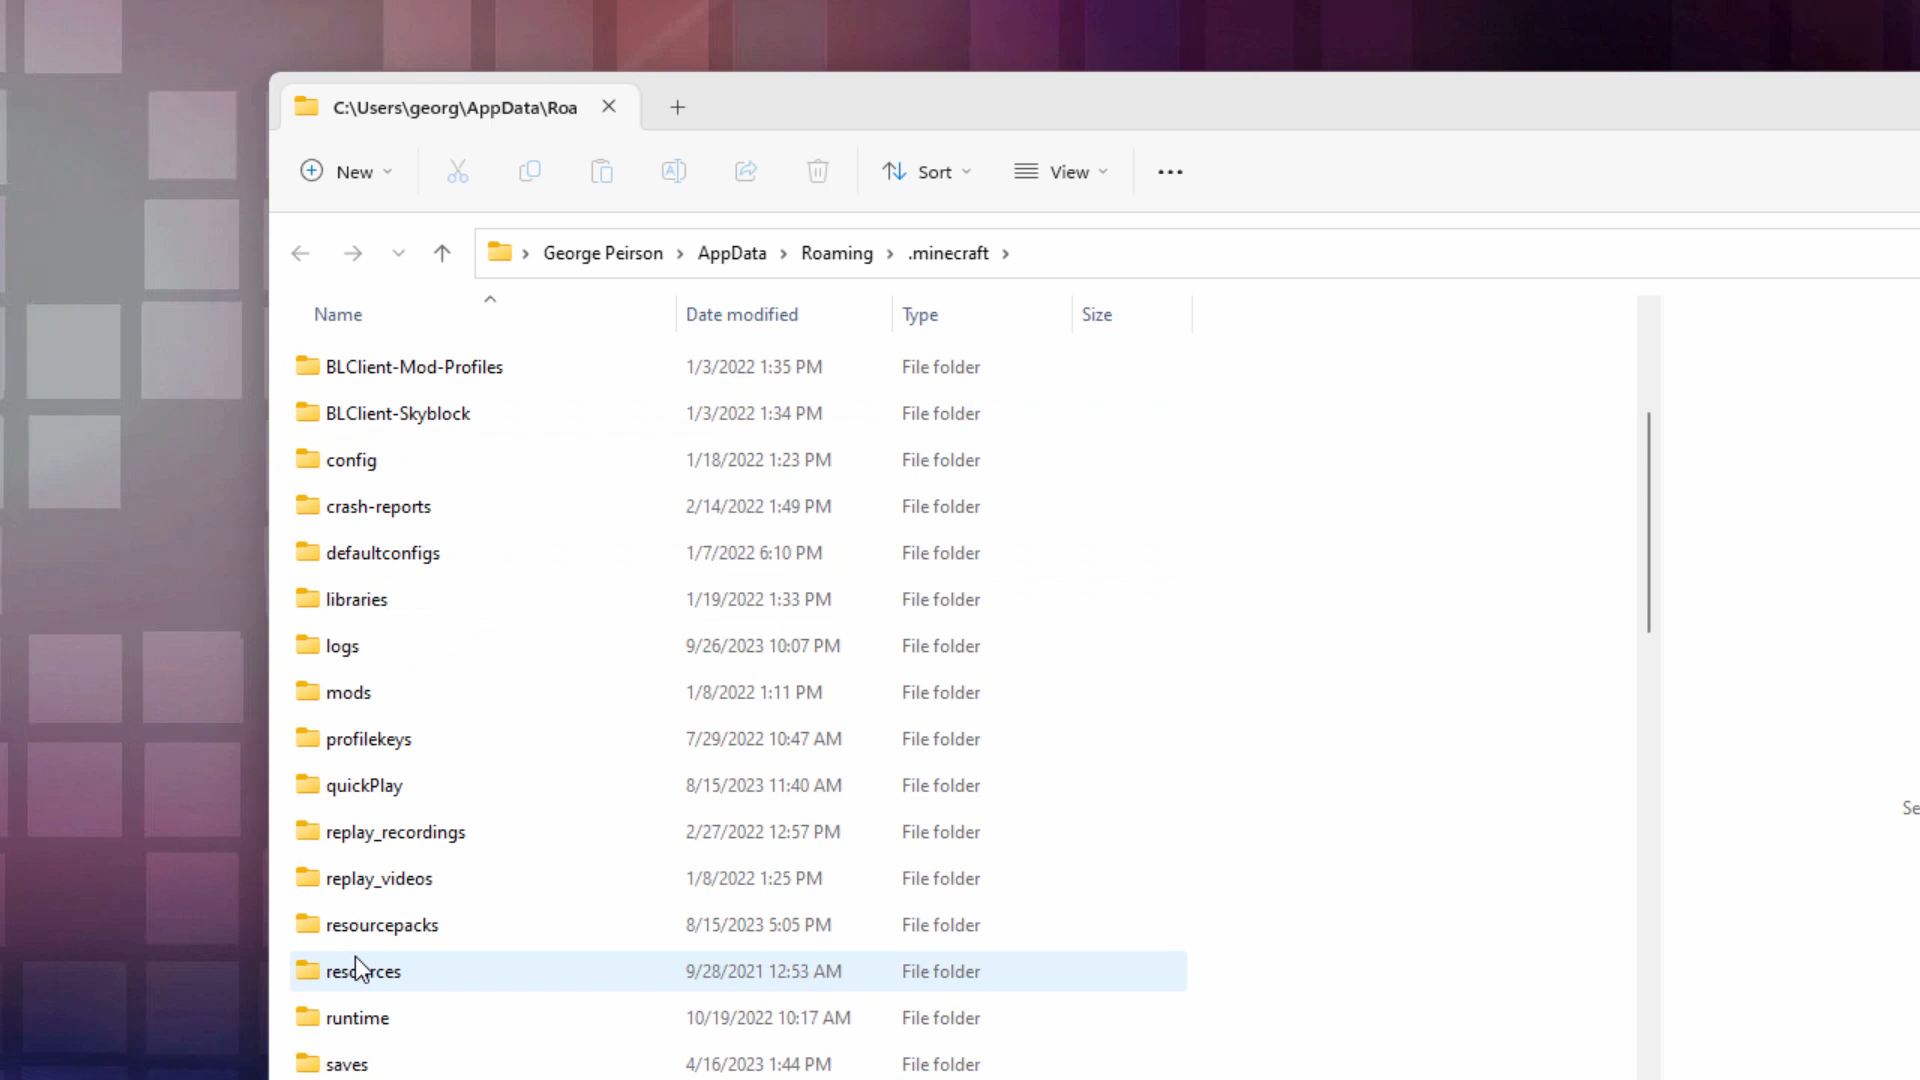 C:\Users\georg\AppData\Roa
New
Sort
View
George Peirson > AppData > Roaming > .minecraft >
Name Date modified Type Size
BLClient-Mod-Profiles 1/3/2022 1:35 PM File folder
BLClient-Skyblock 1/3/2022 1:34 PM File folder
config 1/18/2022 1:23 PM File folder
crash-reports 2/14/2022 1:49 PM File folder
defaultconfigs 1/7/2022 6:10 PM File folder
libraries 1/19/2022 1:33 PM File folder
logs 9/26/2023 10:07 PM File folder
mods 1/8/2022 1:11 PM File folder
profilekeys 7/29/2022 10:47 AM File folder
quickPlay 8/15/2023 11:40 AM File folder
Se
replay_recordings 2/27/2022 12:57 PM File folder
replay_videos 1/8/2022 1:25 PM File folder
resourcepacks 8/15/2023 5:05 PM File folder
resources 9/28/2021 12:53 AM File folder
runtime 10/19/2022 10:17 AM File folder
saves 4/16/2023 1:44 PM File folder